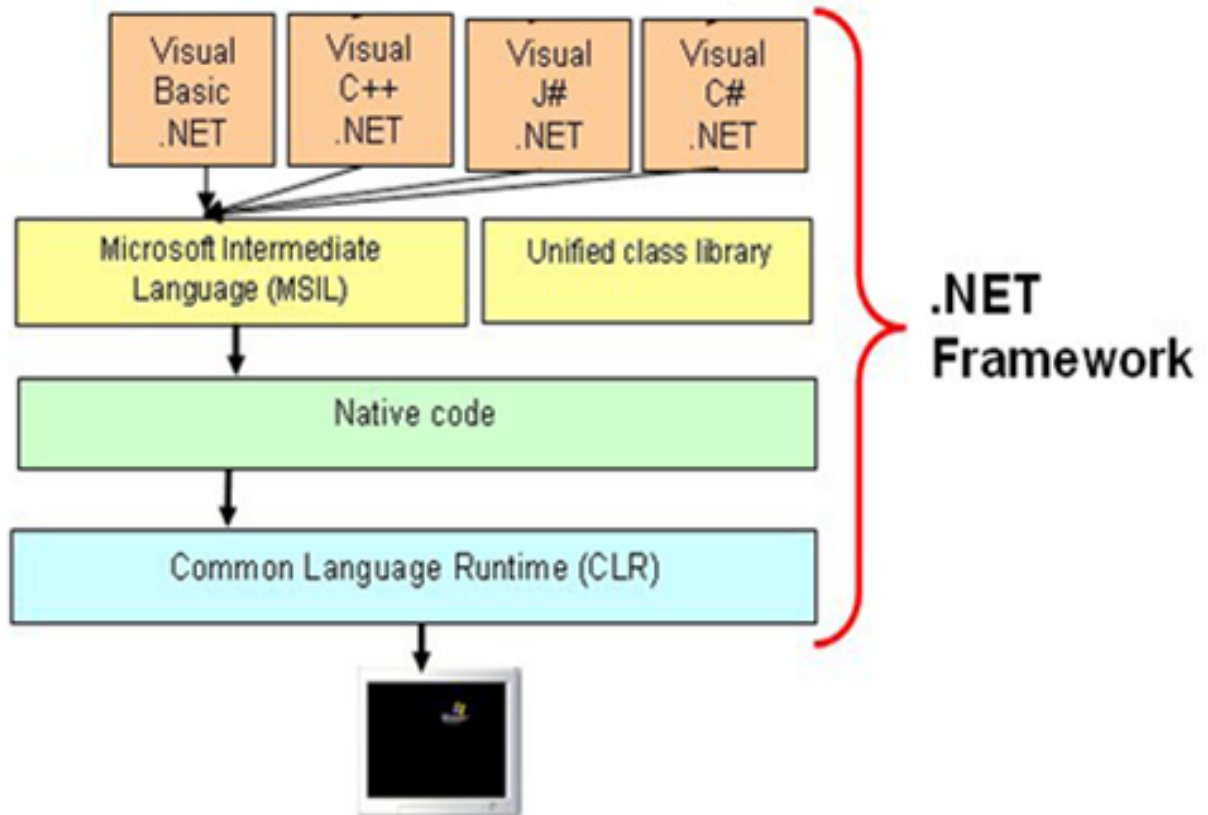 Visual
Basic
.NET
Visual
C++
.NET
Visual
J#
.NET
Visual
C#
.NET
Microsoft Intermediate
Language (MSIL)
Unified class library
.NET
Framework
Native code
Common Language Runtime (CLR)